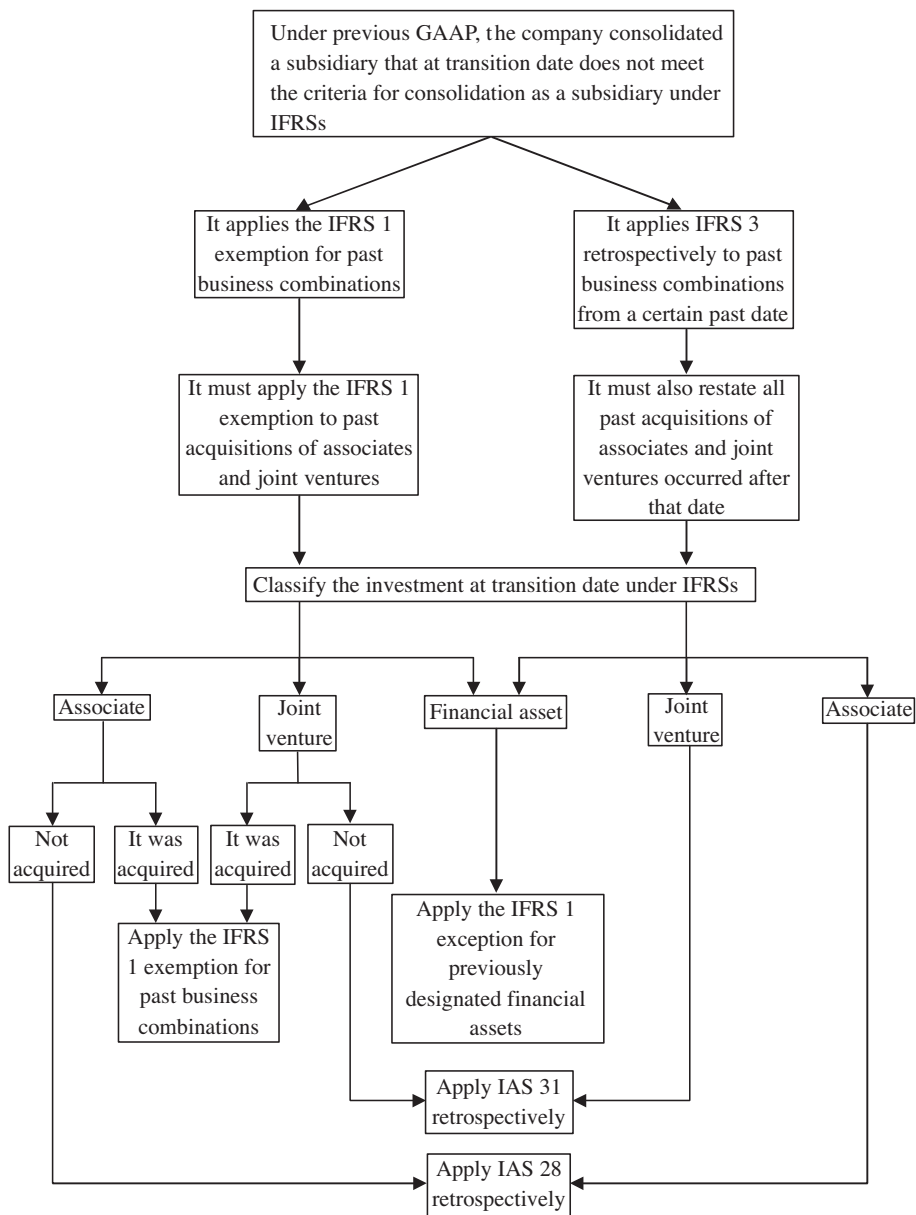 Under previous GAAP, the company consolidated
a subsidiary that at transition date does not meet
the criteria for consolidation as a subsidiary under
IFRSs
It applies the IFRS 1
exemption for past
business combinations
It applies IFRS 3
retrospectively to past
business combinations
from a certain past date
It must apply the IFRS 1
exemption to past
acquisitions of associates
and joint ventures
It must also restate all
past acquisitions of
associates and joint
ventures occurred after
that date
Classify the investment at transition date under IFRSs
Associate
Joint
venture
Financial asset
Joint
venture
Associate
Not
acquired
It was
acquired
It was
acquired
Not
acquired
Apply the IFRS
1 exemption for
past business
combinations
Apply the IFRS 1
exception for
previously
designated financial
assets
Apply IAS 31
retrospectively
Apply IAS 28
retrospectively